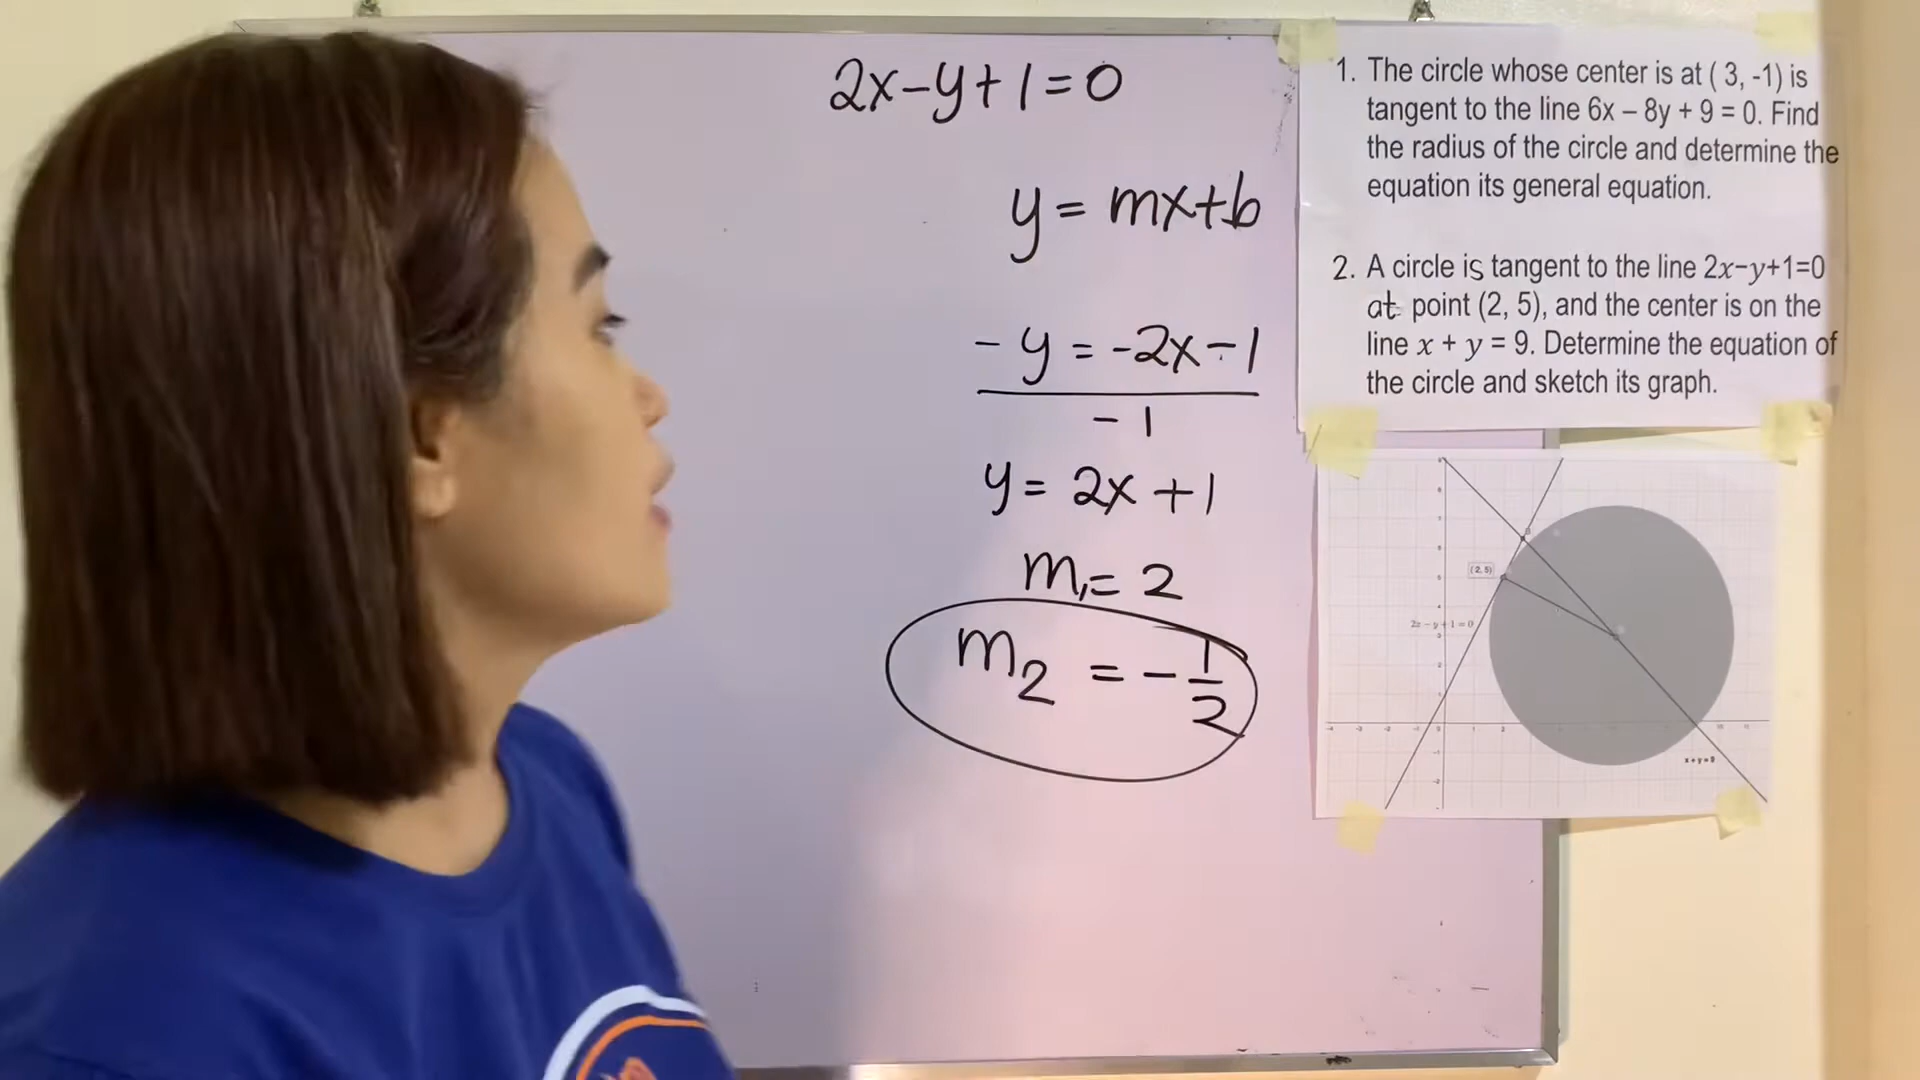 2x-y+1=0
y=mx+b
-y=-2x-1
-1
y=2x+1
m₁=2
m₂=-1/2
1. The circle whose center is at ( 3, -1) is
tangent to the line 6x – 8y + 9 = 0. Find
the radius of the circle and determine the
equation its general equation.
2. A circle is tangent to the line 2x−y+1=0
at point (2, 5), and the center is on the
line x + y = 9. Determine the equation of
the circle and sketch its graph.
(2, 5)
2x − y + 1 = 0
x + y = 9